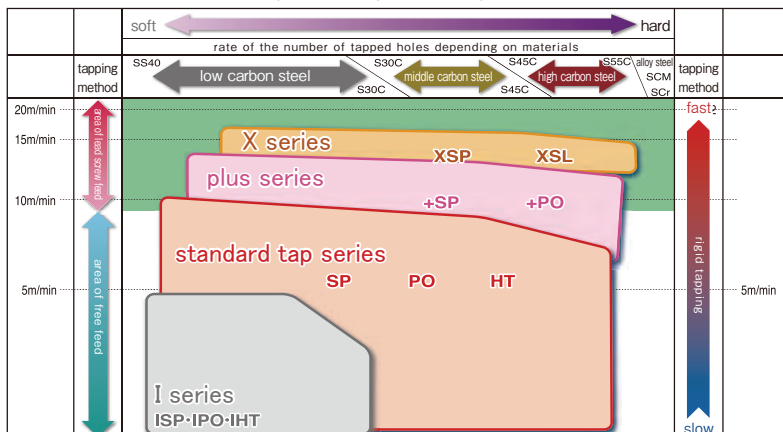 soft hard
rate of the number of tapped holes depending on materials
tapping method
SS40 low carbon steel S30C S30C middle carbon steel S45C S45C high carbon steel S55C alloy steel SCM SCr
tapping method
20m/min
15m/min
10m/min
5m/min
area of lead screw feed
area of free feed
X series
XSP XSL
plus series
+SP +PO
standard tap series
SP PO HT
I series
ISP·IPO·IHT
fast
rigid tapping
slow
5m/min